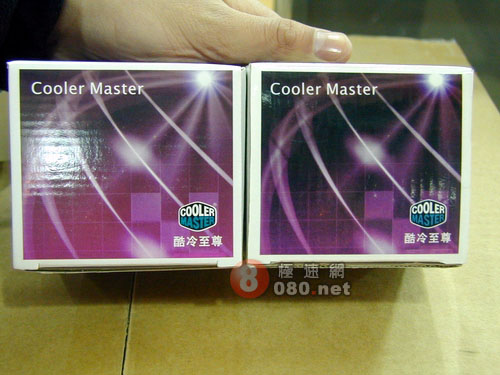 Cooler Master
COOLER
MASTER
酷冷至尊
Cooler Master
COOLER
MASTER
酷冷至尊
8 極速網
080.net